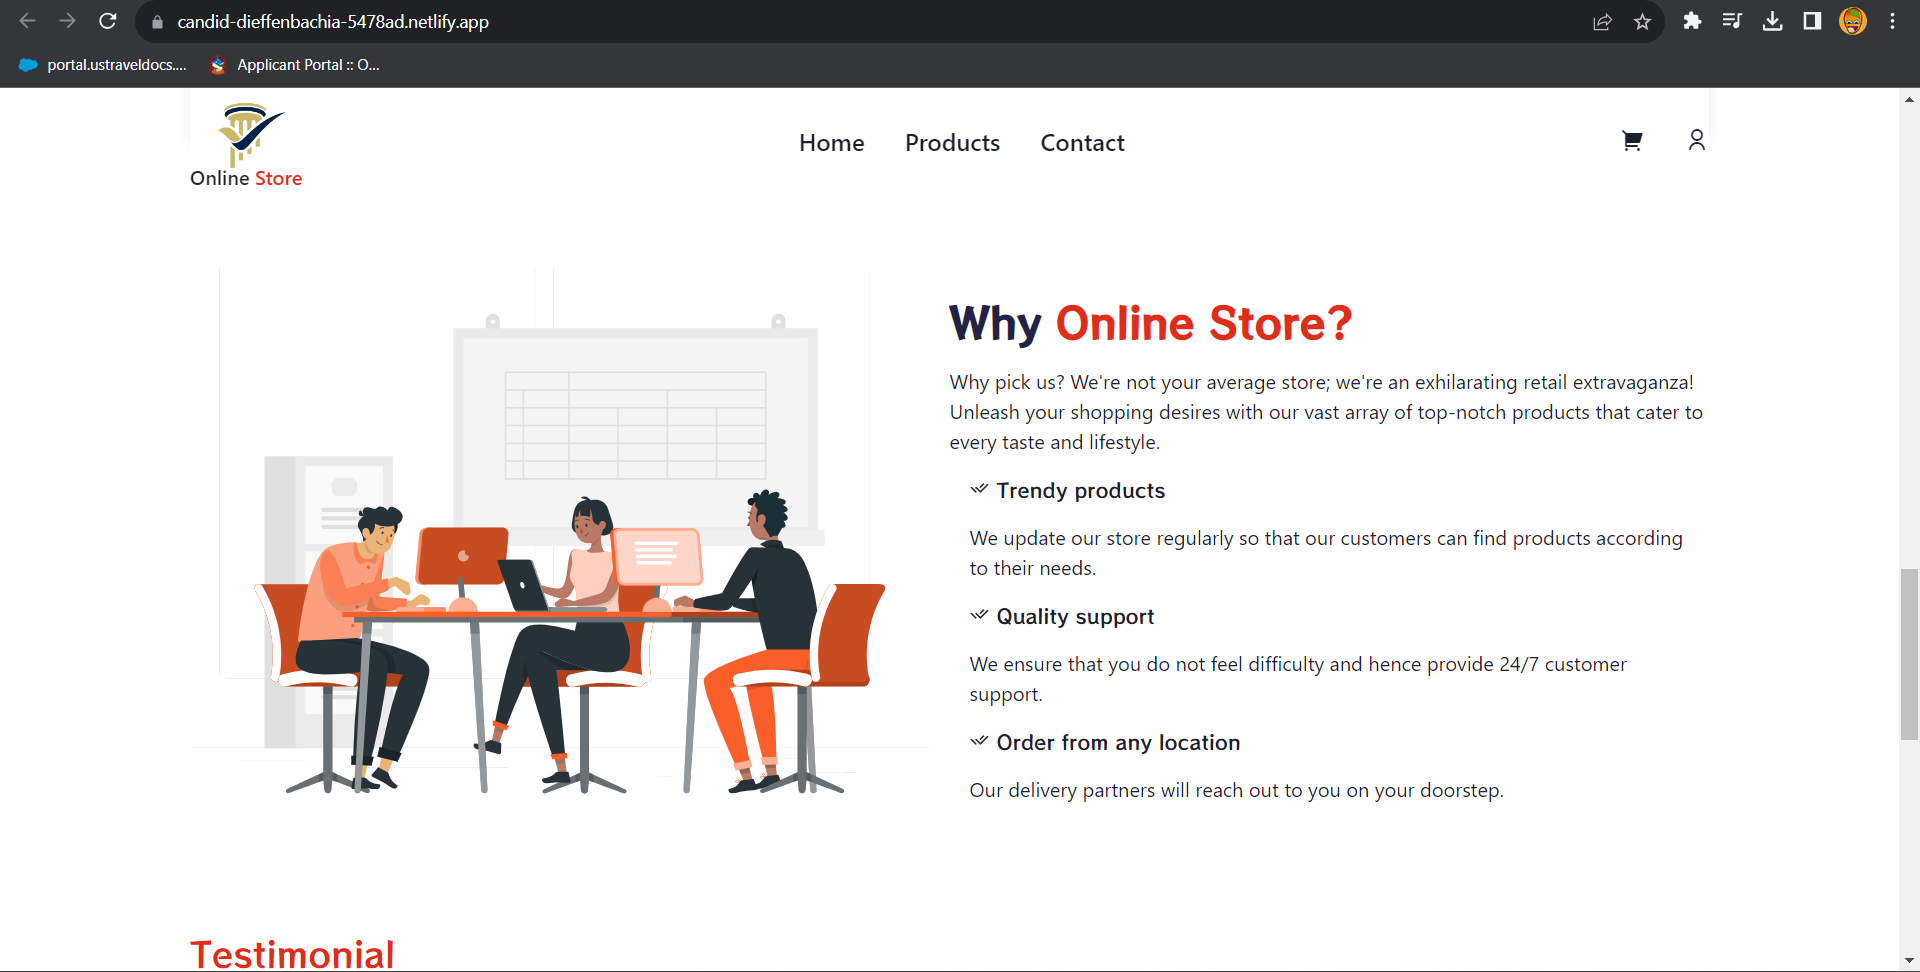 candid-dieffenbachia-5478ad.netlify.app
portal.ustraveldocs.... Applicant Portal :: O...
Online Store
Home Products Contact
Why Online Store?
Why pick us? We're not your average store; we're an exhilarating retail extravaganza!
Unleash your shopping desires with our vast array of top-notch products that cater to
every taste and lifestyle.
Trendy products
We update our store regularly so that our customers can find products according
to their needs.
Quality support
We ensure that you do not feel difficulty and hence provide 24/7 customer
support.
Order from any location
Our delivery partners will reach out to you on your doorstep.
Testimonial